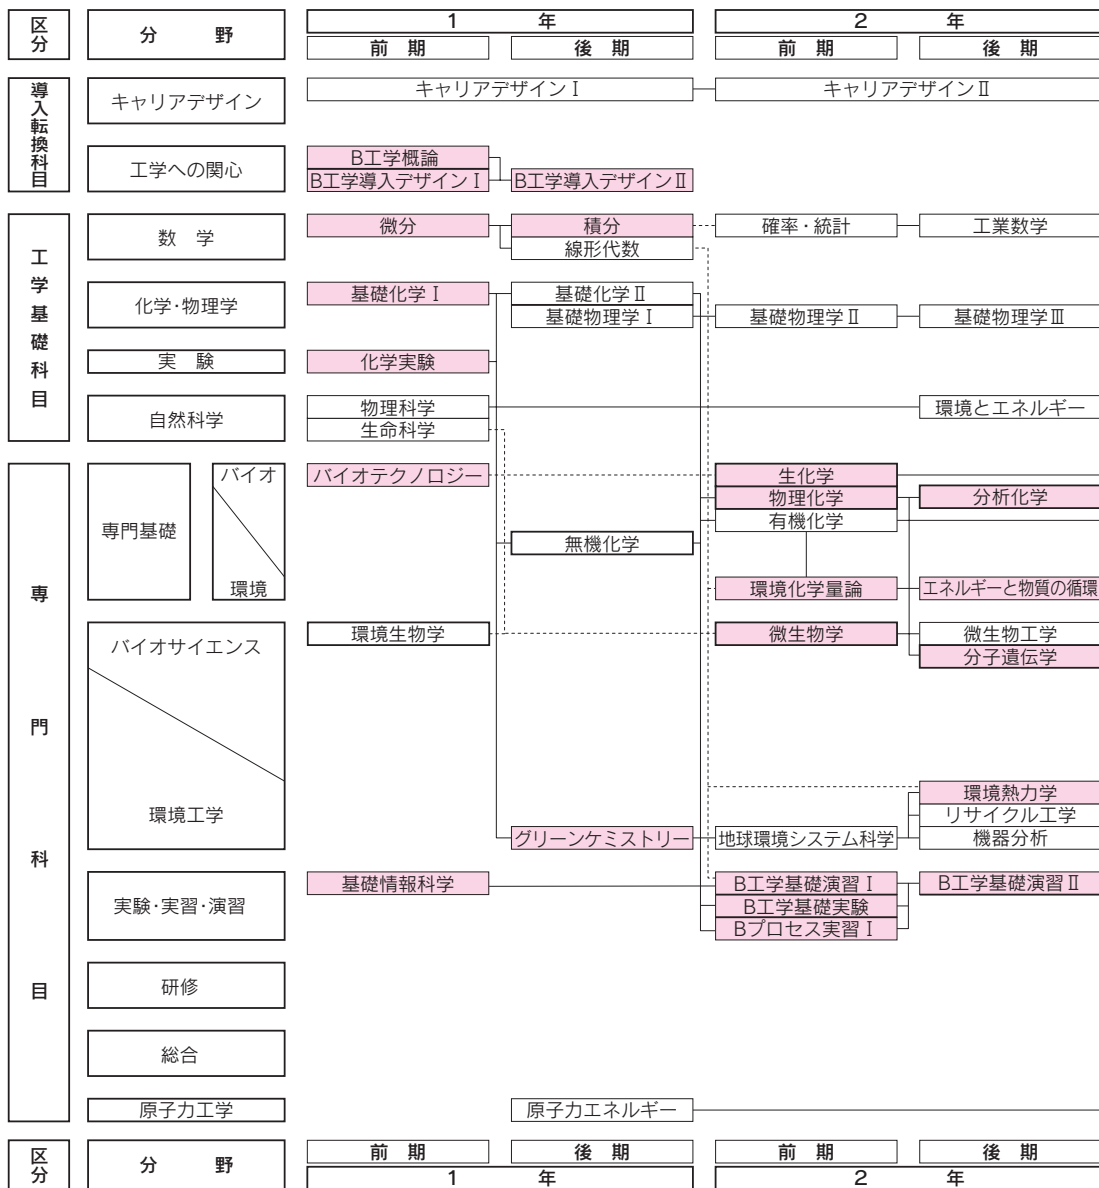 区分
分 野
1 年
2 年
前 期
後 期
前 期
後 期
導入転換科目
キャリアデザイン
キャリアデザインⅠ
キャリアデザインⅡ
工学への関心
B工学概論
B工学導入デザインⅠ
B工学導入デザインⅡ
工学基礎科目
数 学
微分
積分
確率・統計
工業数学
線形代数
化学・物理学
基礎化学Ⅰ
基礎化学Ⅱ
基礎物理学Ⅰ
基礎物理学Ⅱ
基礎物理学Ⅲ
実 験
化学実験
自然科学
物理科学
環境とエネルギー
生命科学
専門科目
専門基礎
バイオ
環境
バイオテクノロジー
生化学
物理化学
分析化学
有機化学
無機化学
環境化学量論
エネルギーと物質の循環
バイオサイエンス
環境工学
環境生物学
微生物学
微生物工学
分子遺伝学
環境熱力学
リサイクル工学
グリーンケミストリー
地球環境システム科学
機器分析
実験・実習・演習
基礎情報科学
B工学基礎演習Ⅰ
B工学基礎演習Ⅱ
B工学基礎実験
Bプロセス実習Ⅰ
研修
総合
原子力工学
原子力エネルギー
区分
分 野
前 期
後 期
前 期
後 期
1 年
2 年